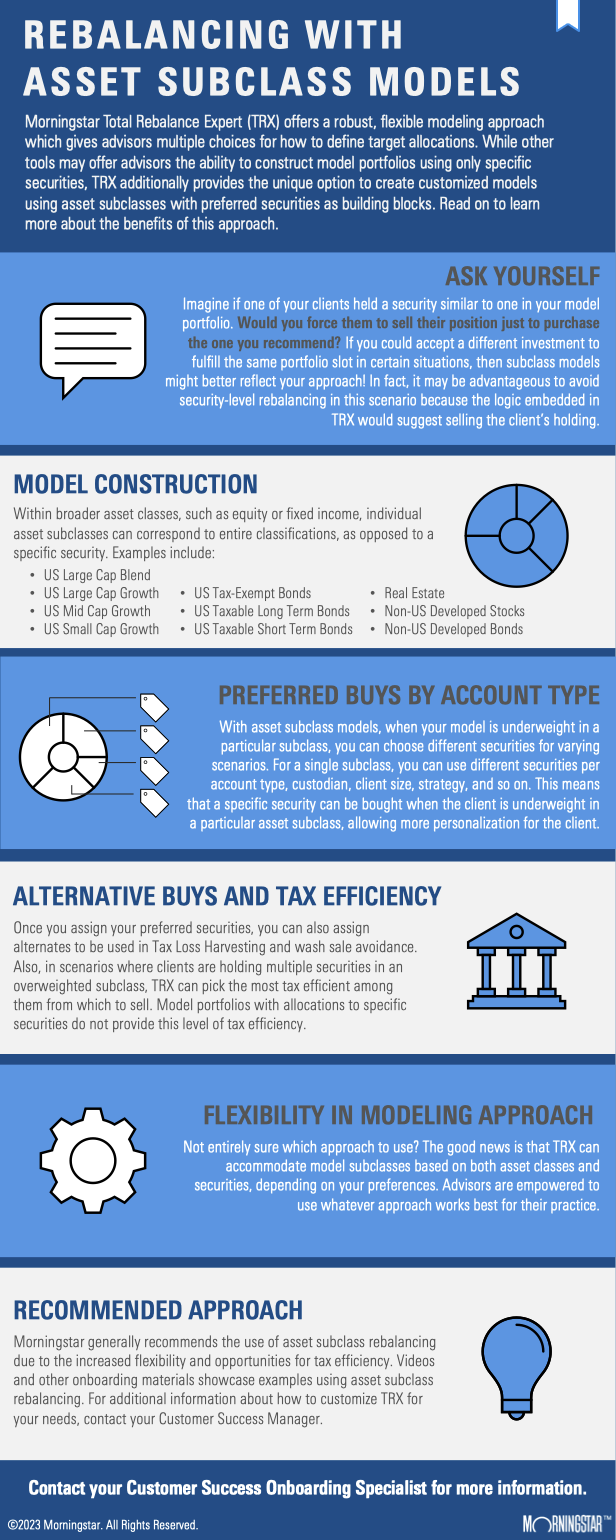 REBALANCING WITH
ASSET SUBCLASS MODELS
Morningstar Total Rebalance Expert (TRX) offers a robust, flexible modeling approach
which gives advisors multiple choices for how to define target allocations. While other
tools may offer advisors the ability to construct model portfolios using only specific
securities, TRX additionally provides the unique option to create customized models
using asset subclasses with preferred securities as building blocks. Read on to learn
more about the benefits of this approach.
ASK YOURSELF
Imagine if one of your clients held a security similar to one in your model
portfolio. Would you force them to sell their position just to purchase
the one you recommend? If you could accept a different investment to
fulfill the same portfolio slot in certain situations, then subclass models
might better reflect your approach! In fact, it may be advantageous to avoid
security-level rebalancing in this scenario because the logic embedded in
TRX would suggest selling the client's holding.
MODEL CONSTRUCTION
Within broader asset classes, such as equity or fixed income, individual
asset subclasses can correspond to entire classifications, as opposed to a
specific security. Examples include:
• US Large Cap Blend
• US Large Cap Growth
• US Mid Cap Growth
• US Small Cap Growth
• US Tax-Exempt Bonds
• US Taxable Long Term Bonds
• US Taxable Short Term Bonds
• Real Estate
• Non-US Developed Stocks
• Non-US Developed Bonds
PREFERRED BUYS BY ACCOUNT TYPE
With asset subclass models, when your model is underweight in a
particular subclass, you can choose different securities for varying
scenarios. For a single subclass, you can use different securities per
account type, custodian, client size, strategy, and so on. This means
that a specific security can be bought when the client is underweight in
a particular asset subclass, allowing more personalization for the client.
ALTERNATIVE BUYS AND TAX EFFICIENCY
Once you assign your preferred securities, you can also assign
alternates to be used in Tax Loss Harvesting and wash sale avoidance.
Also, in scenarios where clients are holding multiple securities in an
overweighted subclass, TRX can pick the most tax efficient among
them from which to sell. Model portfolios with allocations to specific
securities do not provide this level of tax efficiency.
FLEXIBILITY IN MODELING APPROACH
Not entirely sure which approach to use? The good news is that TRX can
accommodate model subclasses based on both asset classes and
securities, depending on your preferences. Advisors are empowered to
use whatever approach works best for their practice.
RECOMMENDED APPROACH
Morningstar generally recommends the use of asset subclass rebalancing
due to the increased flexibility and opportunities for tax efficiency. Videos
and other onboarding materials showcase examples using asset subclass
rebalancing. For additional information about how to customize TRX for
your needs, contact your Customer Success Manager.
Contact your Customer Success Onboarding Specialist for more information.
©2023 Morningstar. All Rights Reserved.
MORNINGSTAR™